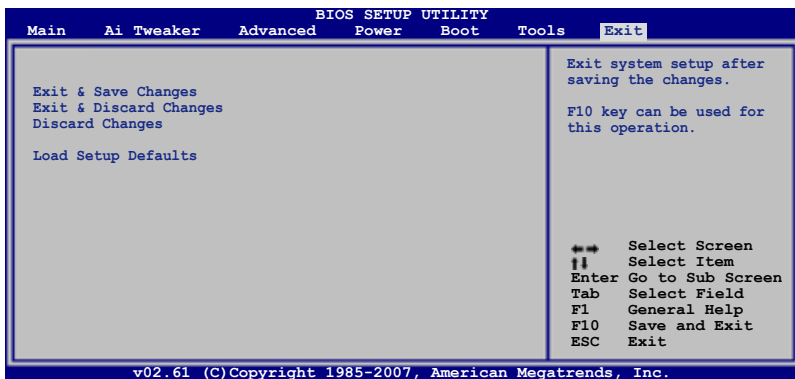 BIOS SETUP UTILITY
Main Ai Tweaker Advanced Power Boot Tools Exit
Exit & Save Changes
Exit & Discard Changes
Discard Changes
Load Setup Defaults
Exit system setup after
saving the changes.
F10 key can be used for
this operation.
←→ Select Screen
↑↓ Select Item
Enter Go to Sub Screen
Tab Select Field
F1 General Help
F10 Save and Exit
ESC Exit
v02.61 (C)Copyright 1985-2007, American Megatrends, Inc.